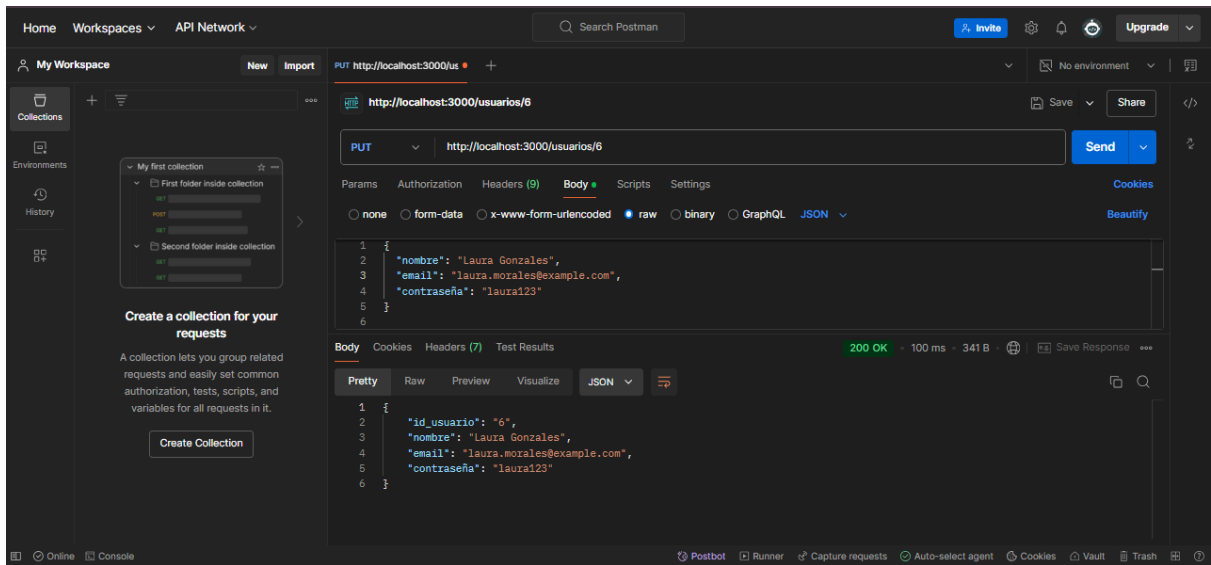 Home Workspaces API Network Search Postman Invite Upgrade
My Workspace New Import PUT http://localhost:3000/us No environment
Collections
Environments
History
My first collection
First folder inside collection
GET
POST
GET
Second folder inside collection
GET
GET
Create a collection for your
requests
A collection lets you group related
requests and easily set common
authorization, tests, scripts, and
variables for all requests in it.
Create Collection
HTTP http://localhost:3000/usuarios/6 Save Share
PUT http://localhost:3000/usuarios/6 Send
Params Authorization Headers (9) Body Scripts Settings Cookies
none form-data x-www-form-urlencoded raw binary GraphQL JSON Beautify
1 {
2 "nombre": "Laura Gonzales",
3 "email": "laura.morales@example.com",
4 "contraseña": "laura123"
5 }
6
Body Cookies Headers (7) Test Results 200 OK 100 ms 341 B Save Response
Pretty Raw Preview Visualize JSON
1 {
2 "id_usuario": "6",
3 "nombre": "Laura Gonzales",
4 "email": "laura.morales@example.com",
5 "contraseña": "laura123"
6 }
Online Console Postbot Runner Capture requests Auto-select agent Cookies Vault Trash